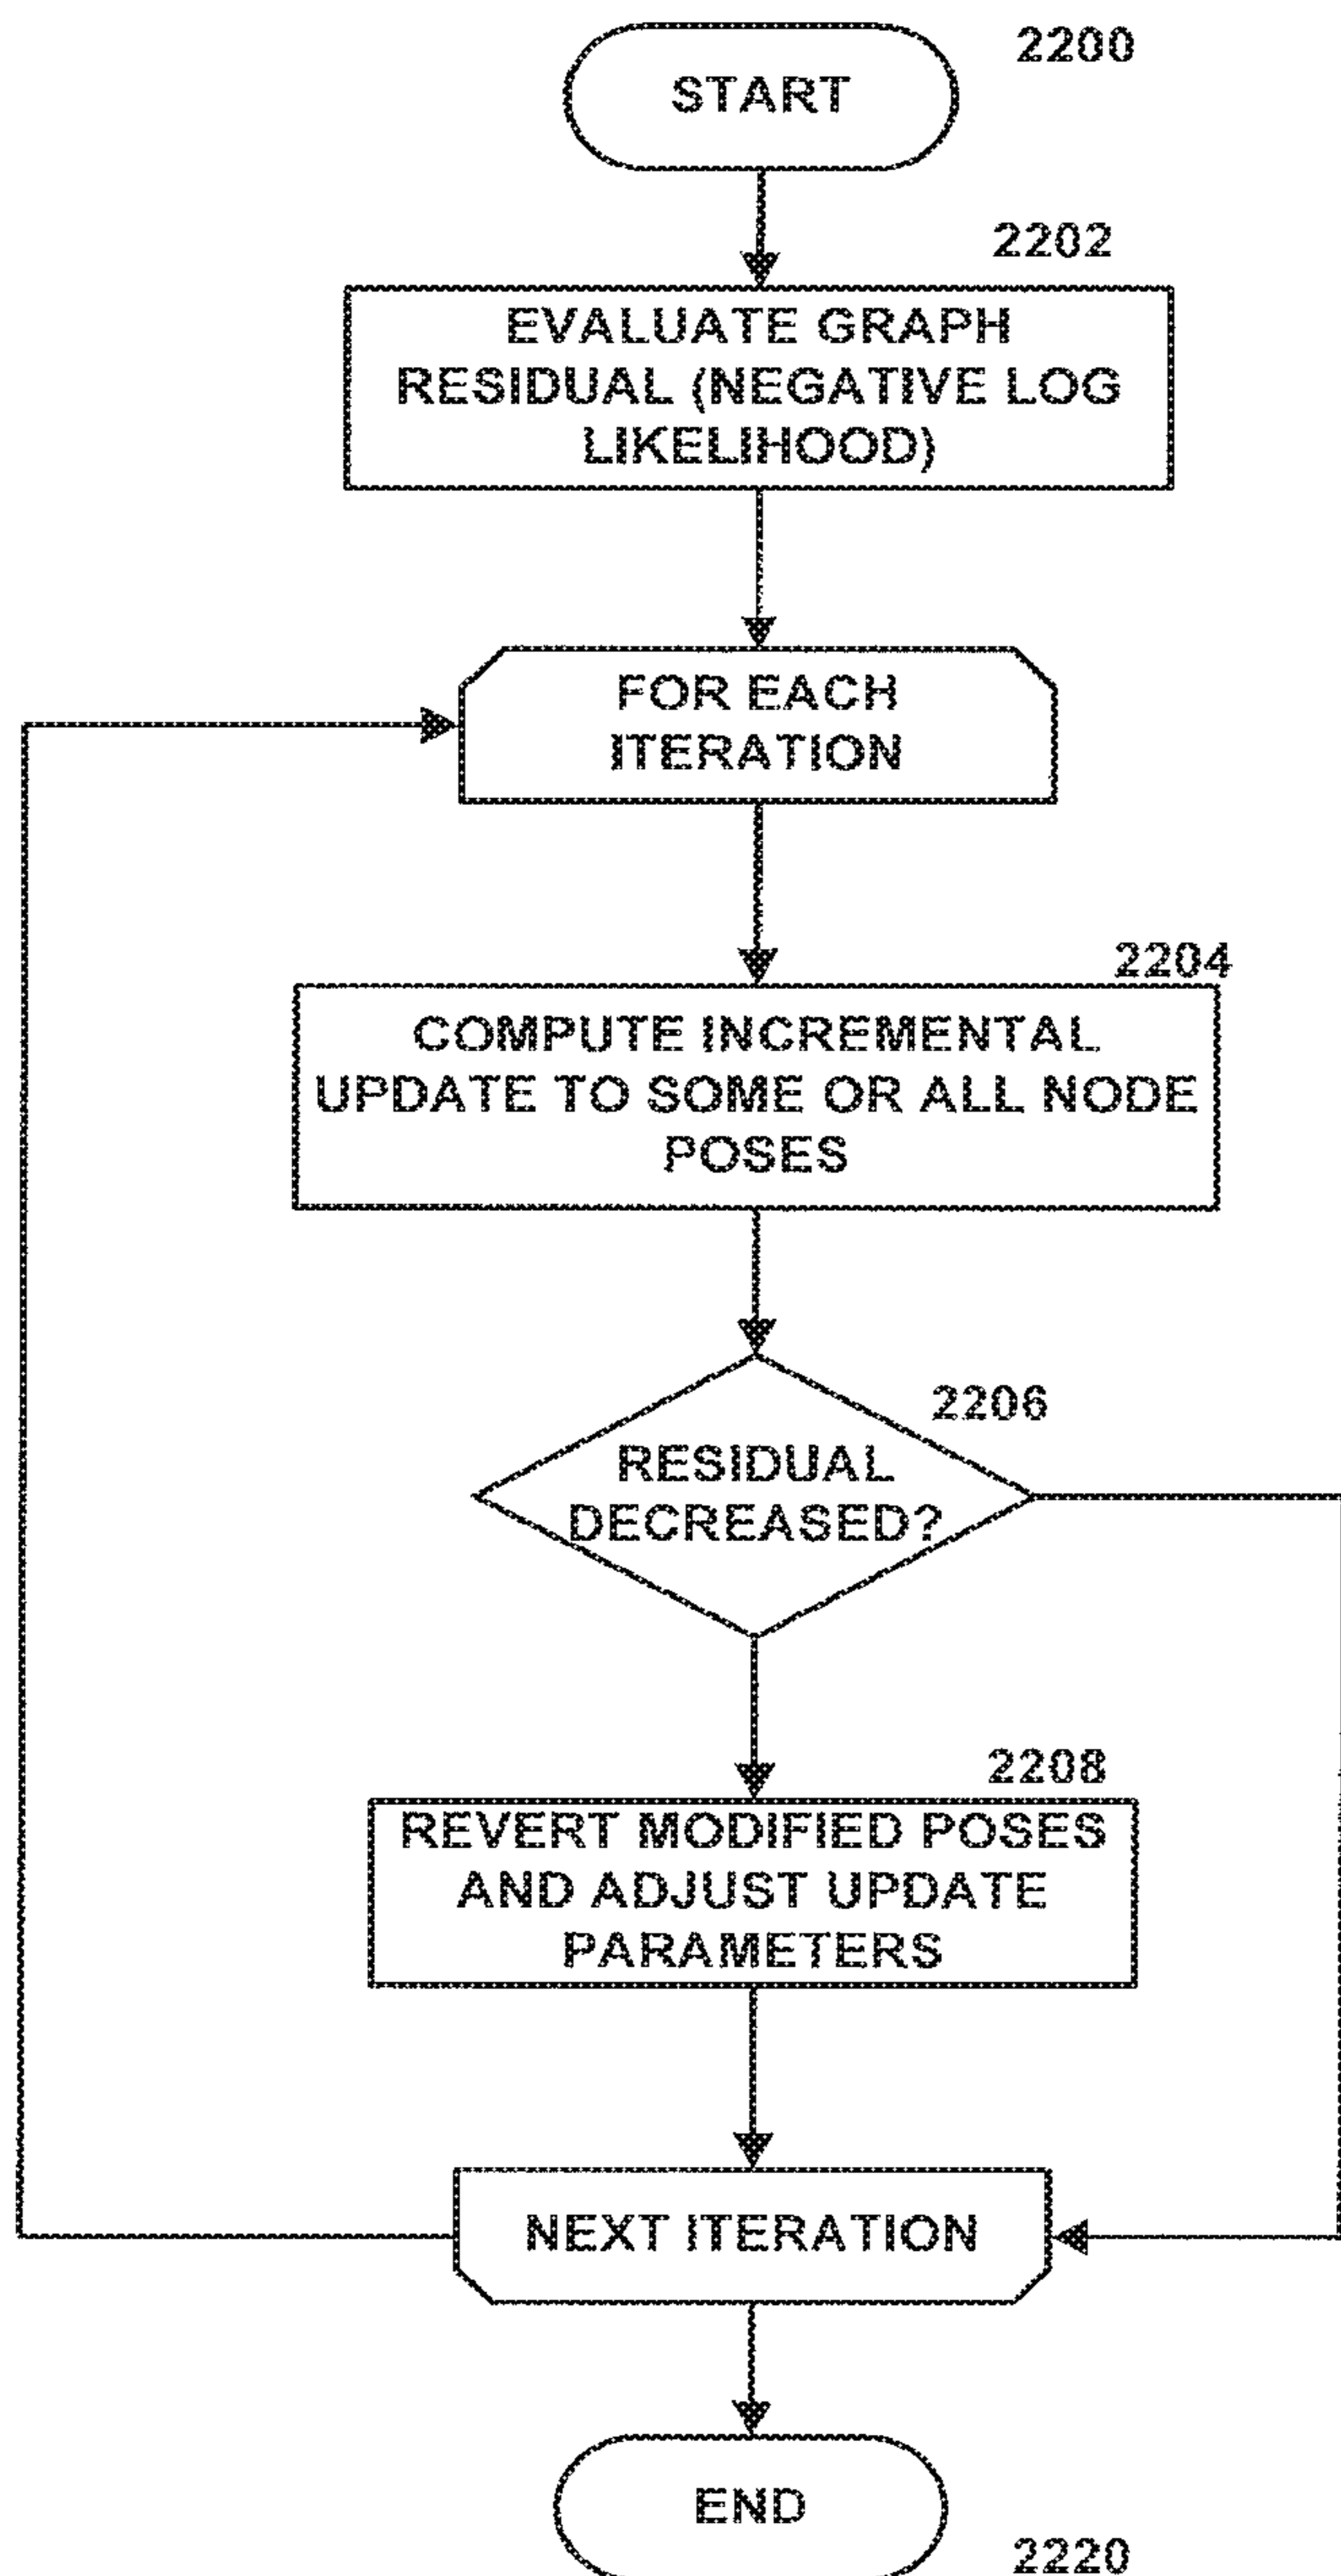 2200
START
2202
EVALUATE GRAPH
RESIDUAL (NEGATIVE LOG
LIKELIHOOD)
FOR EACH
ITERATION
2204
COMPUTE INCREMENTAL
UPDATE TO SOME OR ALL NODE
POSES
2206
RESIDUAL
DECREASED?
2208
REVERT MODIFIED POSES
AND ADJUST UPDATE
PARAMETERS
NEXT ITERATION
END
2220